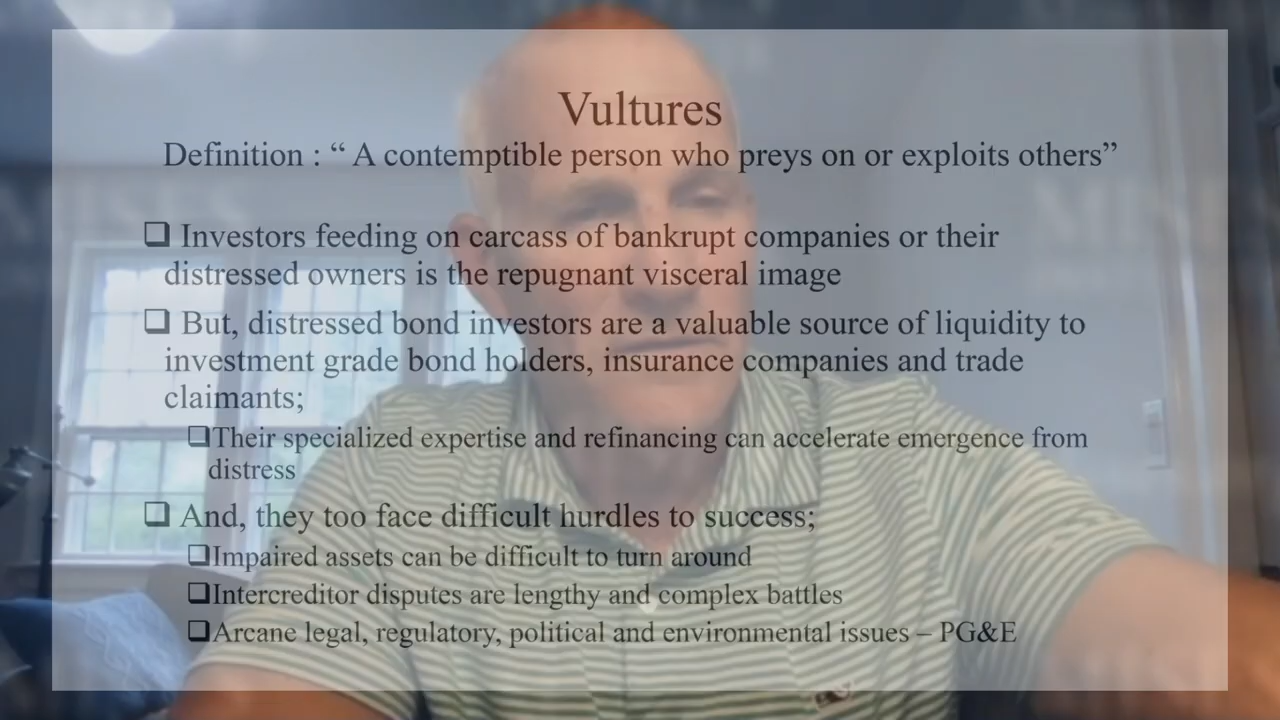 Vultures
Definition : “ A contemptible person who preys on or exploits others”
❑ Investors feeding on carcass of bankrupt companies or their
distressed owners is the repugnant visceral image
❑ But, distressed bond investors are a valuable source of liquidity to
investment grade bond holders, insurance companies and trade
claimants;
❑Their specialized expertise and refinancing can accelerate emergence from
distress
❑ And, they too face difficult hurdles to success;
❑Impaired assets can be difficult to turn around
❑Intercreditor disputes are lengthy and complex battles
❑Arcane legal, regulatory, political and environmental issues – PG&E